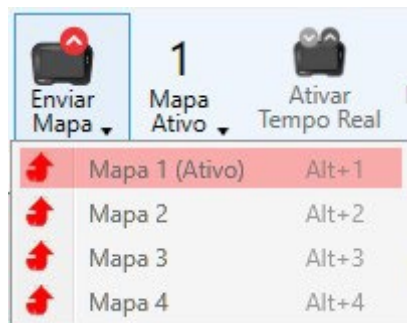 Enviar Mapa
1 Mapa Ativo
Ativar Tempo Real
Mapa 1 (Ativo) Alt+1
Mapa 2 Alt+2
Mapa 3 Alt+3
Mapa 4 Alt+4